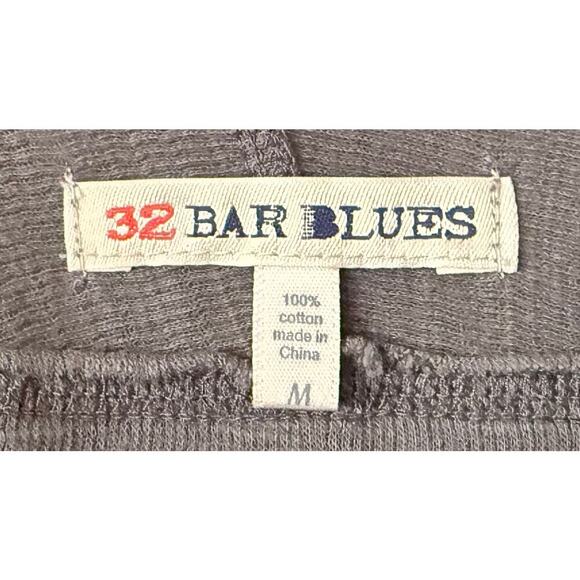 32 BAR BLUES
100%
cotton
made in
China
M